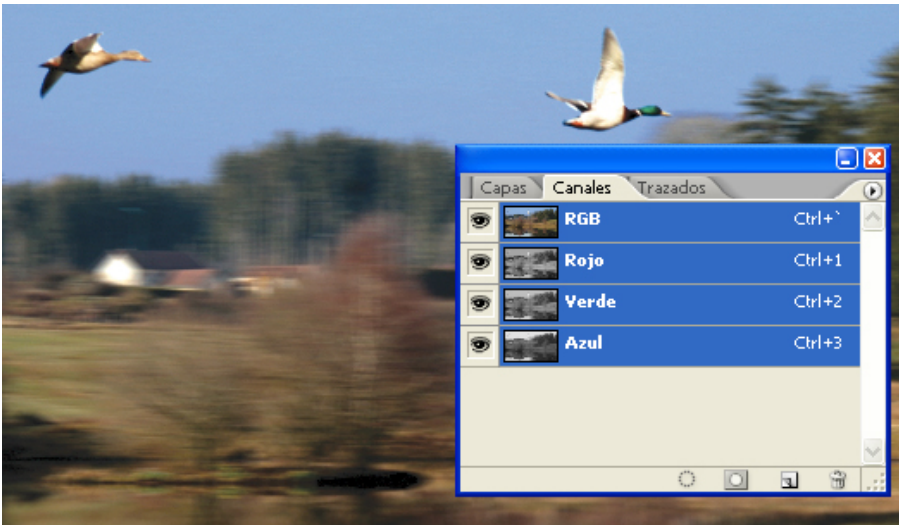 Capas Canales Trazados
RGB Ctrl+`
Rojo Ctrl+1
Verde Ctrl+2
Azul Ctrl+3